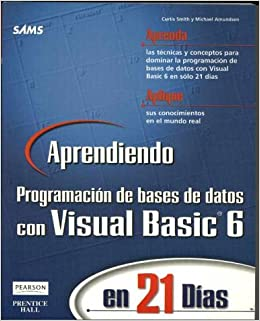 Curtis Smith y Michael Amundsen
SAMS
Aprenda
las técnicas y conceptos para
dominar la programación de
bases de datos con Visual
Basic 6 en sólo 21 días
Aplique
sus conocimientos
en el mundo real
Aprendiendo
Programación de bases de datos
con Visual Basic® 6
en 21 Días
PEARSON
PRENTICE
HALL